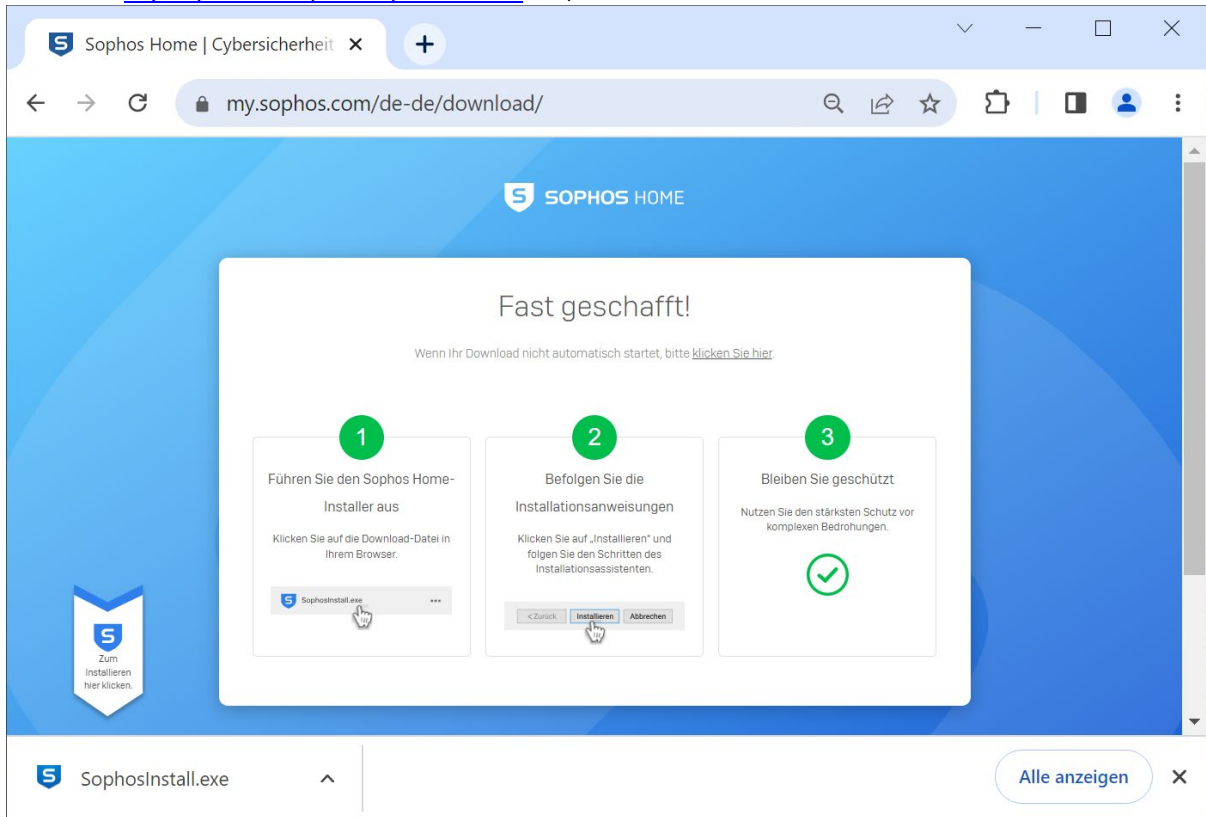 Sophos Home | Cybersicherheit
my.sophos.com/de-de/download/
SOPHOS HOME
Fast geschafft!
Wenn Ihr Download nicht automatisch startet, bitte klicken Sie hier.
1
Führen Sie den Sophos Home-
Installer aus
Klicken Sie auf die Download-Datei in
Ihrem Browser.
SophosInstall.exe
2
Befolgen Sie die
Installationsanweisungen
Klicken Sie auf „Installieren" und
folgen Sie den Schritten des
Installationsassistenten.
<Zurück Installieren Abbrechen
3
Bleiben Sie geschützt
Nutzen Sie den stärksten Schutz vor
komplexen Bedrohungen.
Zum
Installieren
hier klicken.
SophosInstall.exe
Alle anzeigen